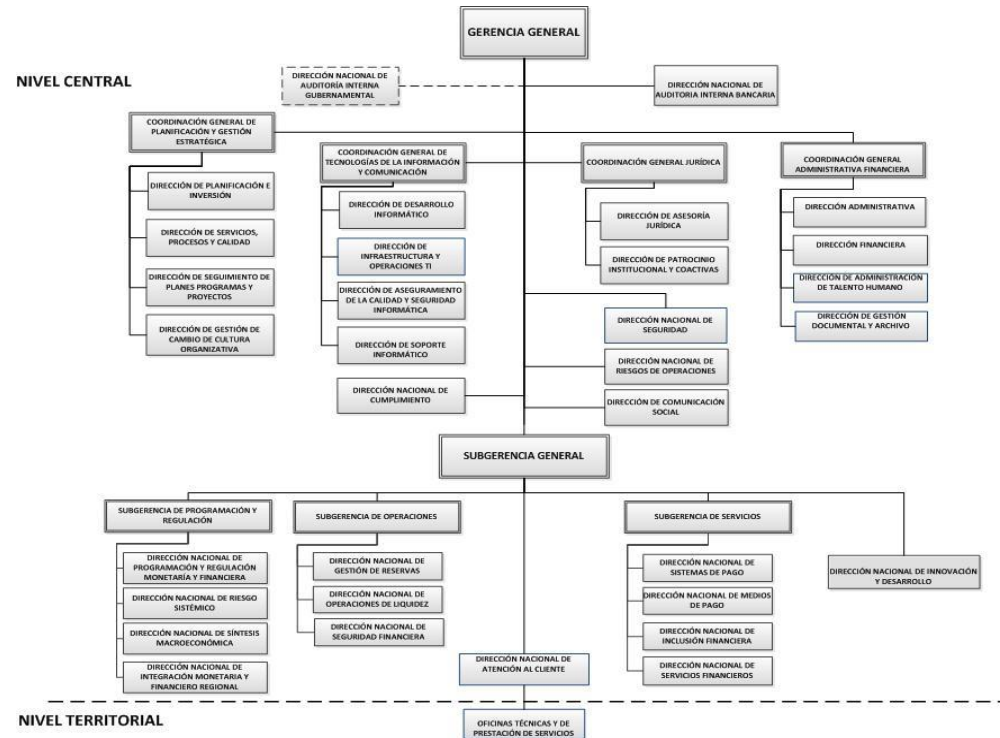 GERENCIA GENERAL
NIVEL CENTRAL
DIRECCIÓN NACIONAL DE
AUDITORÍA INTERNA
GUBERNAMENTAL
DIRECCIÓN NACIONAL DE
AUDITORIA INTERNA BANCARIA
COORDINACIÓN GENERAL DE
PLANIFICACIÓN Y GESTIÓN
ESTRATÉGICA
COORDINACIÓN GENERAL DE
TECNOLOGÍAS DE LA INFORMACIÓN
Y COMUNICACIÓN
COORDINACIÓN GENERAL JURÍDICA
COORDINACIÓN GENERAL
ADMINISTRATIVA FINANCIERA
DIRECCIÓN DE PLANIFICACIÓN E
INVERSIÓN
DIRECCIÓN DE SERVICIOS,
PROCESOS Y CALIDAD
DIRECCIÓN DE SEGUIMIENTO DE
PLANES PROGRAMAS Y
PROYECTOS
DIRECCIÓN DE GESTIÓN DE
CAMBIO DE CULTURA
ORGANIZATIVA
DIRECCIÓN DE DESARROLLO
INFORMÁTICO
DIRECCIÓN DE
INFRAESTRUCTURA Y
OPERACIONES TI
DIRECCIÓN DE ASEGURAMIENTO
DE LA CALIDAD Y SEGURIDAD
INFORMÁTICA
DIRECCIÓN DE SOPORTE
INFORMÁTICO
DIRECCIÓN NACIONAL DE
CUMPLIMIENTO
DIRECCIÓN DE ASESORÍA
JURÍDICA
DIRECCIÓN DE PATROCINIO
INSTITUCIONAL Y COACTIVAS
DIRECCIÓN NACIONAL DE
SEGURIDAD
DIRECCIÓN NACIONAL DE
RIESGOS DE OPERACIONES
DIRECCIÓN DE COMUNICACIÓN
SOCIAL
DIRECCIÓN ADMINISTRATIVA
DIRECCIÓN FINANCIERA
DIRECCIÓN DE ADMINISTRACIÓN
DE TALENTO HUMANO
DIRECCIÓN DE GESTIÓN
DOCUMENTAL Y ARCHIVO
SUBGERENCIA GENERAL
SUBGERENCIA DE PROGRAMACIÓN Y
REGULACIÓN
SUBGERENCIA DE OPERACIONES
SUBGERENCIA DE SERVICIOS
DIRECCIÓN NACIONAL DE INNOVACIÓN
Y DESARROLLO
DIRECCIÓN NACIONAL DE
PROGRAMACIÓN Y REGULACIÓN
MONETARÍA Y FINANCIERA
DIRECCIÓN NACIONAL DE RIESGO
SISTÉMICO
DIRECCIÓN NACIONAL DE SÍNTESIS
MACROECONÓMICA
DIRECCIÓN NACIONAL DE
INTEGRACIÓN MONETARIA Y
FINANCIERO REGIONAL
DIRECCIÓN NACIONAL DE
GESTIÓN DE RESERVAS
DIRECCIÓN NACIONAL DE
OPERACIONES DE LIQUIDEZ
DIRECCIÓN NACIONAL DE
SEGURIDAD FINANCIERA
DIRECCIÓN NACIONAL DE
SISTEMAS DE PAGO
DIRECCIÓN NACIONAL DE MEDIOS
DE PAGO
DIRECCIÓN NACIONAL DE
INCLUSIÓN FINANCIERA
DIRECCIÓN NACIONAL DE
SERVICIOS FINANCIEROS
DIRECCIÓN NACIONAL DE
ATENCIÓN AL CLIENTE
NIVEL TERRITORIAL
OFICINAS TÉCNICAS Y DE
PRESTACIÓN DE SERVICIOS